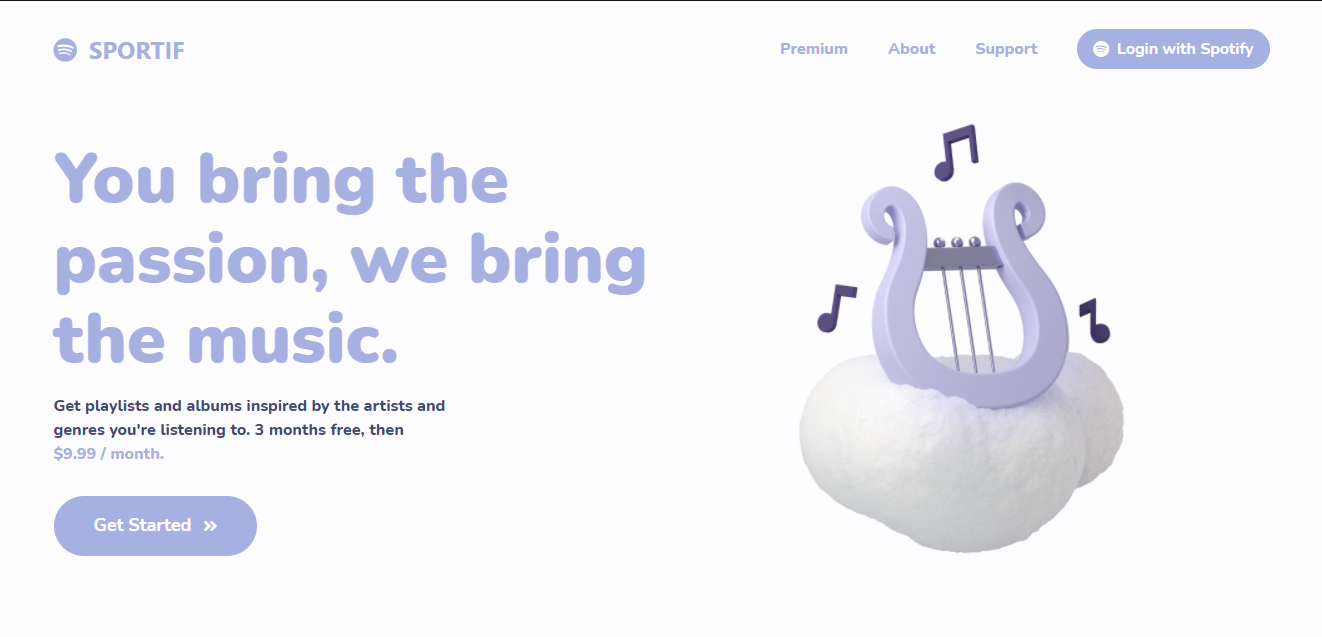 SPORTIF
Premium About Support Login with Spotify
You bring the
passion, we bring
the music.
Get playlists and albums inspired by the artists and
genres you're listening to. 3 months free, then
$9.99 / month.
Get Started »